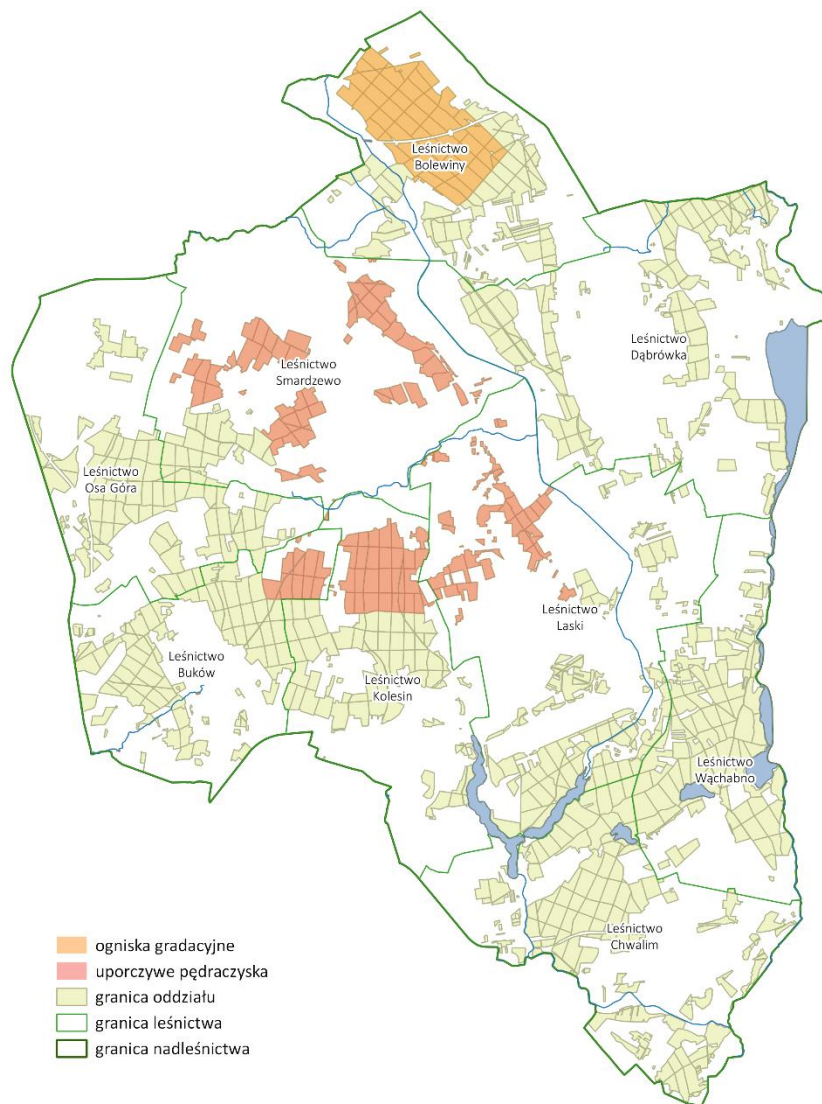 Leśnictwo
Bolewiny
Leśnictwo
Dąbrówka
Leśnictwo
Smardzewo
Leśnictwo
Osa Góra
Leśnictwo
Laski
Leśnictwo
Buków
Leśnictwo
Kolesin
Leśnictwo
Wąchabno
Leśnictwo
Chwalim
ogniska gradacyjne
uporczywe pędraczyska
granica oddziału
granica leśnictwa
granica nadleśnictwa